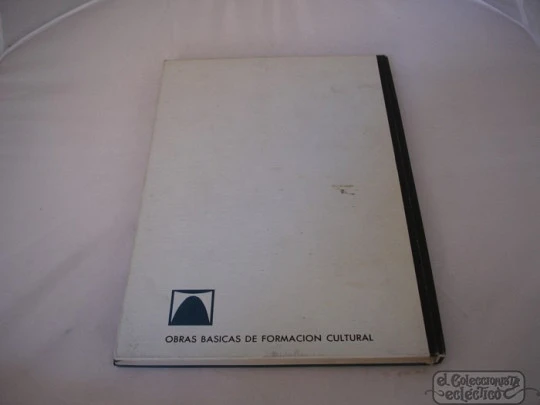 OBRAS BASICAS DE FORMACION CULTURAL
el Coleccionista
ecléctico